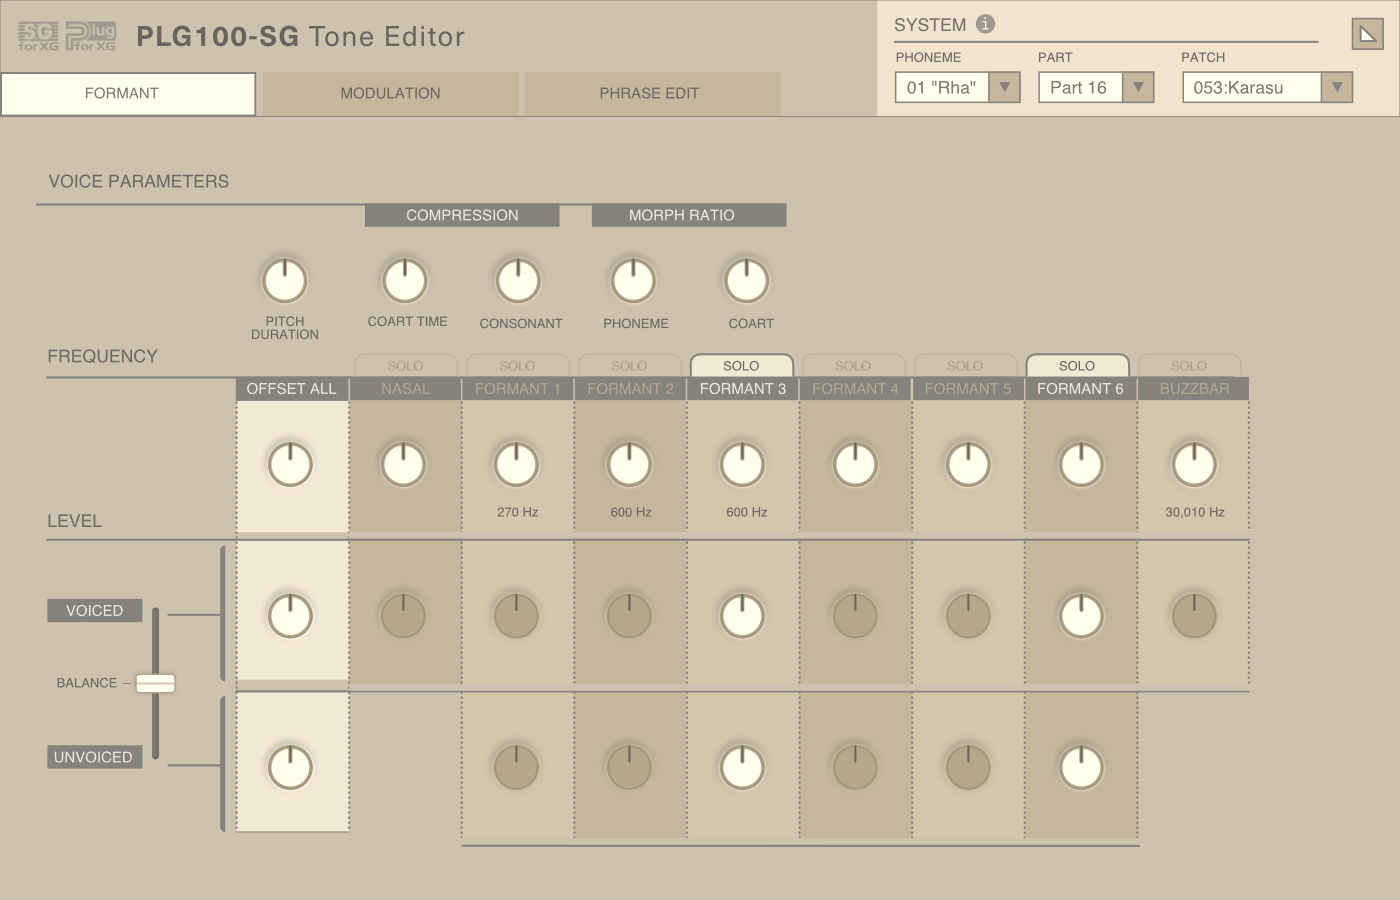 SG for XG Plug for XG
PLG100-SG Tone Editor
FORMANT
MODULATION
PHRASE EDIT
SYSTEM i
PHONEME
PART
PATCH
01 "Rha"
Part 16
053:Karasu
VOICE PARAMETERS
COMPRESSION
MORPH RATIO
PITCH
DURATION
COART TIME
CONSONANT
PHONEME
COART
FREQUENCY
SOLO SOLO SOLO SOLO SOLO SOLO SOLO SOLO
OFFSET ALL NASAL FORMANT 1 FORMANT 2 FORMANT 3 FORMANT 4 FORMANT 5 FORMANT 6 BUZZBAR
270 Hz 600 Hz 600 Hz 30,010 Hz
LEVEL
VOICED
BALANCE –
UNVOICED